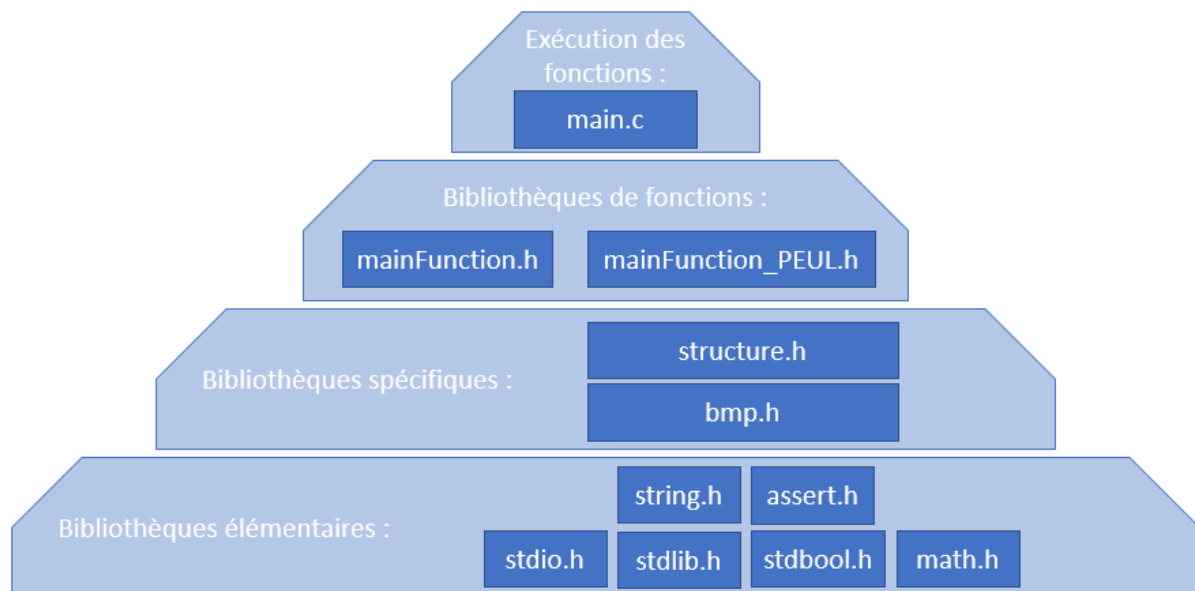 Exécution des
fonctions :
main.c
Bibliothèques de fonctions :
mainFunction.h mainFunction_PEUL.h
structure.h
Bibliothèques spécifiques :
bmp.h
string.h assert.h
Bibliothèques élémentaires :
stdio.h stdlib.h stdbool.h math.h